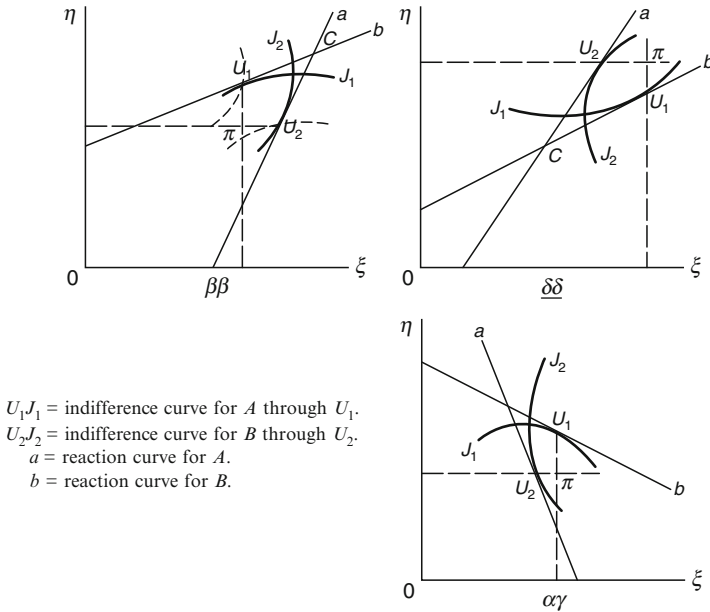 η
a
b
J2
C
U1
J1
π
U2
0
ξ
ββ
η
a
U2
π
b
J1
U1
C
J2
0
ξ
δδ
η
a
J2
U1
J1
U2
π
b
0
ξ
αγ
U1J1 = indifference curve for A through U1.
U2J2 = indifference curve for B through U2.
a = reaction curve for A.
b = reaction curve for B.